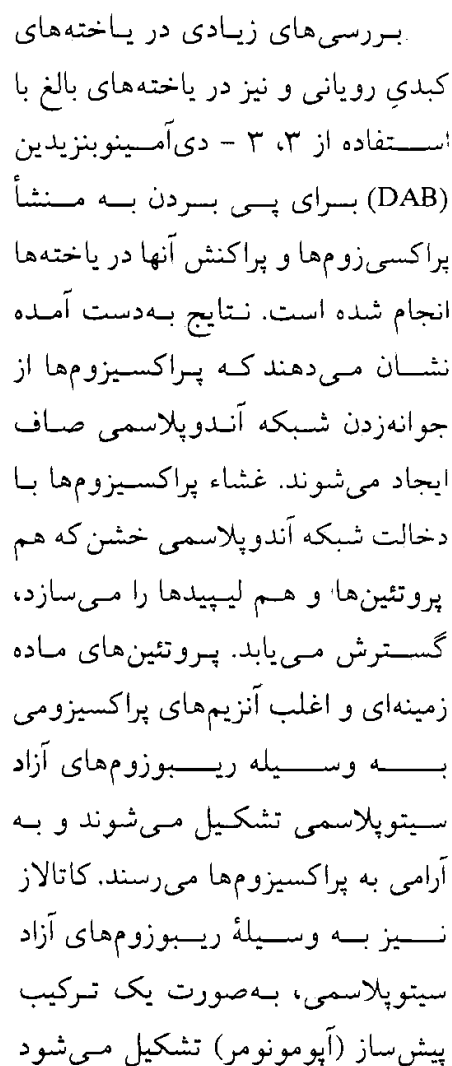 بررسی‌های زیادی در یاخته‌های
کبدیِ رویانی و نیز در یاخته‌های بالغ با
استفاده از ۳،۳ - دی‌آمینوبنزیدین
(DAB) برای پی بردن به منشأ
پراکسی‌زوم‌ها و پراکنش آنها در یاخته‌ها
انجام شده است. نتایج به‌دست آمده
نشان می‌دهند که پراکسیزوم‌ها از
جوانه‌زدن شبکه آندوپلاسمی صاف
ایجاد می‌شوند. غشاء پراکسیزوم‌ها با
دخالت شبکه آندوپلاسمی خشن که هم
پروتئین‌ها و هم لیپیدها را می‌سازد،
گسترش می‌یابد. پروتئین‌های ماده
زمینه‌ای و اغلب آنزیم‌های پراکسیزومی
به وسیله ریبوزوم‌های آزاد
سیتوپلاسمی تشکیل می‌شوند و به
آرامی به پراکسیزوم‌ها می‌رسند. کاتالاز
نیز به وسیلهٔ ریبوزوم‌های آزاد
سیتوپلاسمی، به‌صورت یک ترکیب
پیش‌ساز (آپومونومر) تشکیل می‌شود